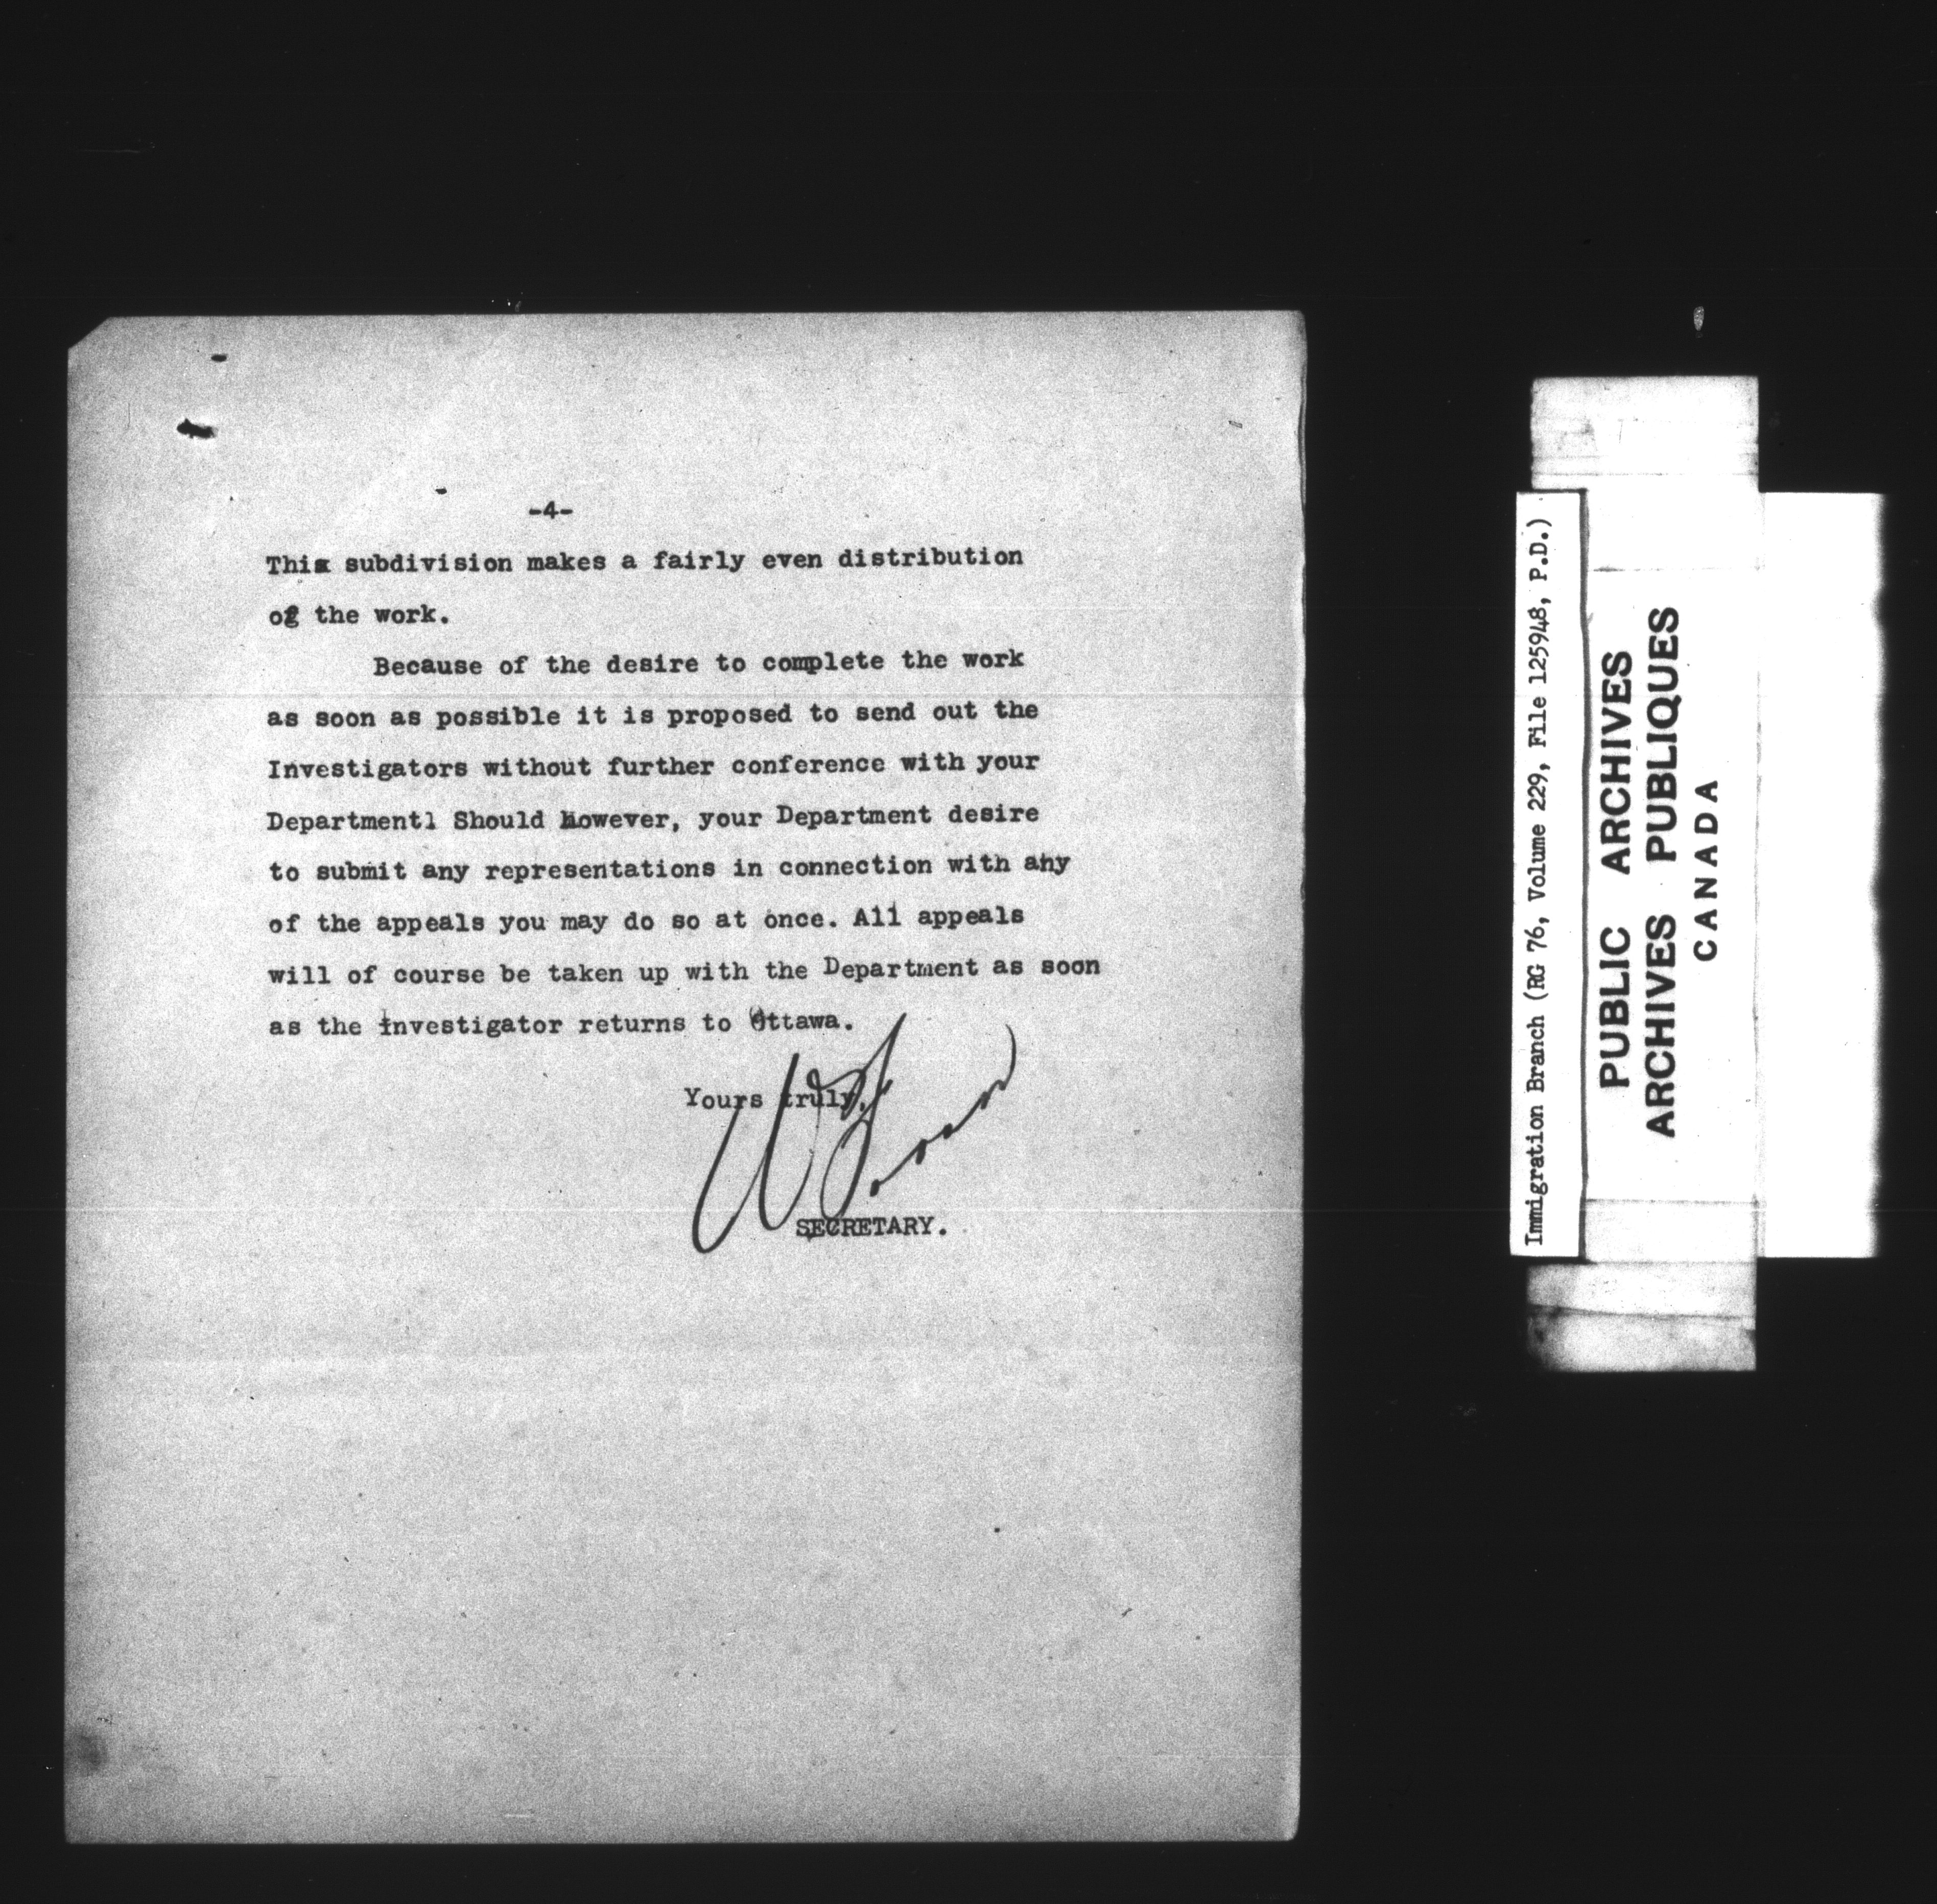 -4-
This subdivision makes a fairly even distribution
of the work.
Because of the desire to complete the work
as soon as possible it is proposed to send out the
Investigators without further conference with your
Departmentl Should however, your Department desire
to submit any representations in connection with any
of the appeals you may do so at once. All appeals
will of course be taken up with the Department as soon
as the investigator returns to Ottawa.
Yours truly,
SECRETARY.
Immigration Branch (RG 76, Volume 229, File 125948, P.D.)
PUBLIC ARCHIVES
ARCHIVES PUBLIQUES
CANADA